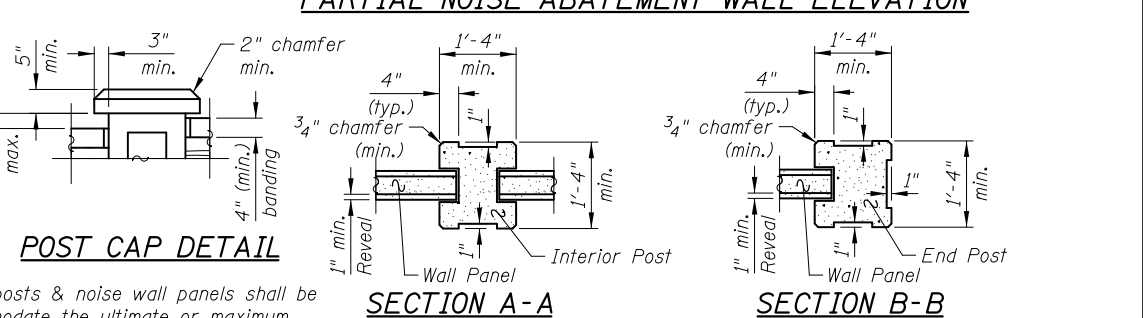 PARTIAL NOISE ABATEMENT WALL ELEVATION
5"
min.
3"
min.
2" chamfer
min.
max.
4" (min.)
banding
POST CAP DETAIL
posts & noise wall panels shall be
the ultimate or maximum
1'-4"
min.
4"
(typ.)
1"
3/4" chamfer
(min.)
1'-4"
min.
1" min.
Reveal
1"
Interior Post
Wall Panel
SECTION A-A
1'-4"
min.
4"
(typ.)
1"
3/4" chamfer
(min.)
1"
1'-4"
min.
1" min.
Reveal
1"
End Post
Wall Panel
SECTION B-B